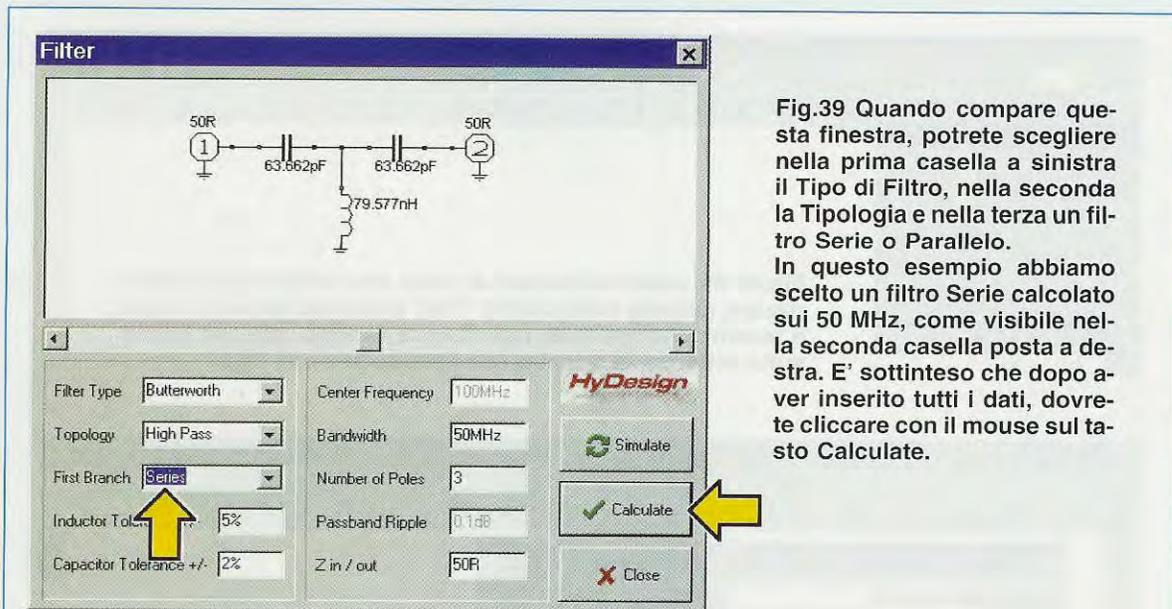 Filter
50R
1
63.662pF
63.662pF
50R
2
79.577nH
Filter Type Butterworth
Topology High Pass
First Branch Series
Inductor Tole +/- 5%
Capacitor Tolerance +/- 2%
Center Frequency 100MHz
Bandwidth 50MHz
Number of Poles 3
Passband Ripple 0.1dB
Z in / out 50R
HyDesign
Simulate
Calculate
Close
Fig.39 Quando compare que-
sta finestra, potrete scegliere
nella prima casella a sinistra
il Tipo di Filtro, nella seconda
la Tipologia e nella terza un fil-
tro Serie o Parallelo.
In questo esempio abbiamo
scelto un filtro Serie calcolato
sui 50 MHz, come visibile nel-
la seconda casella posta a de-
stra. E' sottinteso che dopo a-
ver inserito tutti i dati, dovre-
te cliccare con il mouse sul ta-
sto Calculate.